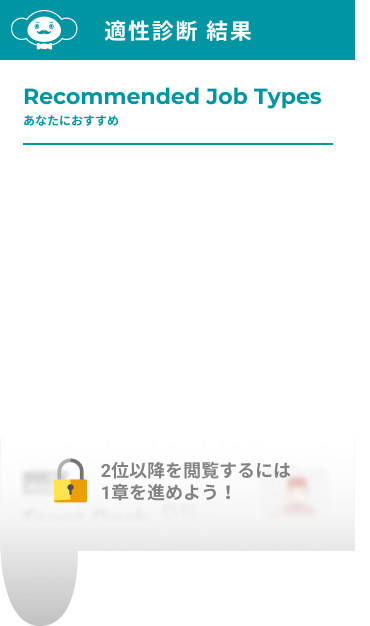 適性診断 結果
Recommended Job Types
あなたにおすすめ
2位以降を閲覧するには
1章を進めよう！